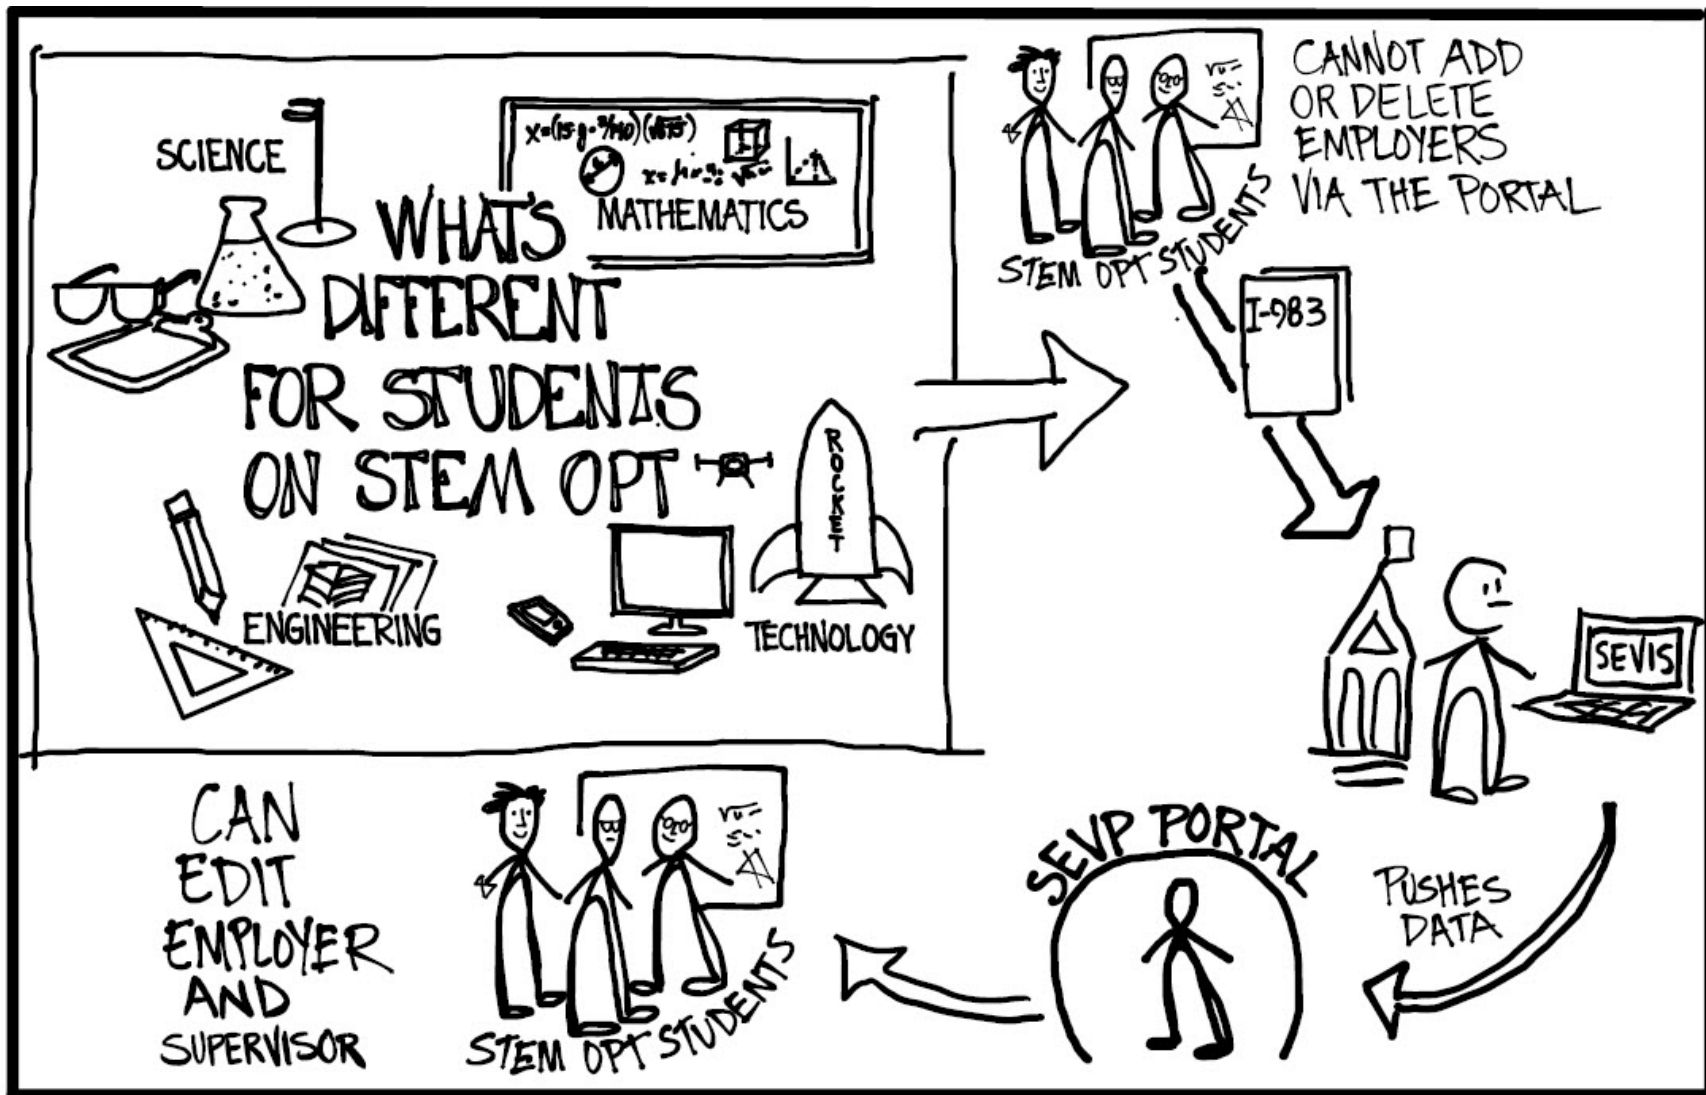 SCIENCE
MATHEMATICS
WHAT'S
DIFFERENT
FOR STUDENTS
ON STEM OPT
ROCKET
ENGINEERING
TECHNOLOGY
CANNOT ADD
OR DELETE
EMPLOYERS
VIA THE PORTAL
STEM OPT STUDENTS
I-983
SEVIS
PUSHES
DATA
SEVP PORTAL
STEM OPT STUDENTS
CAN
EDIT
EMPLOYER
AND
SUPERVISOR